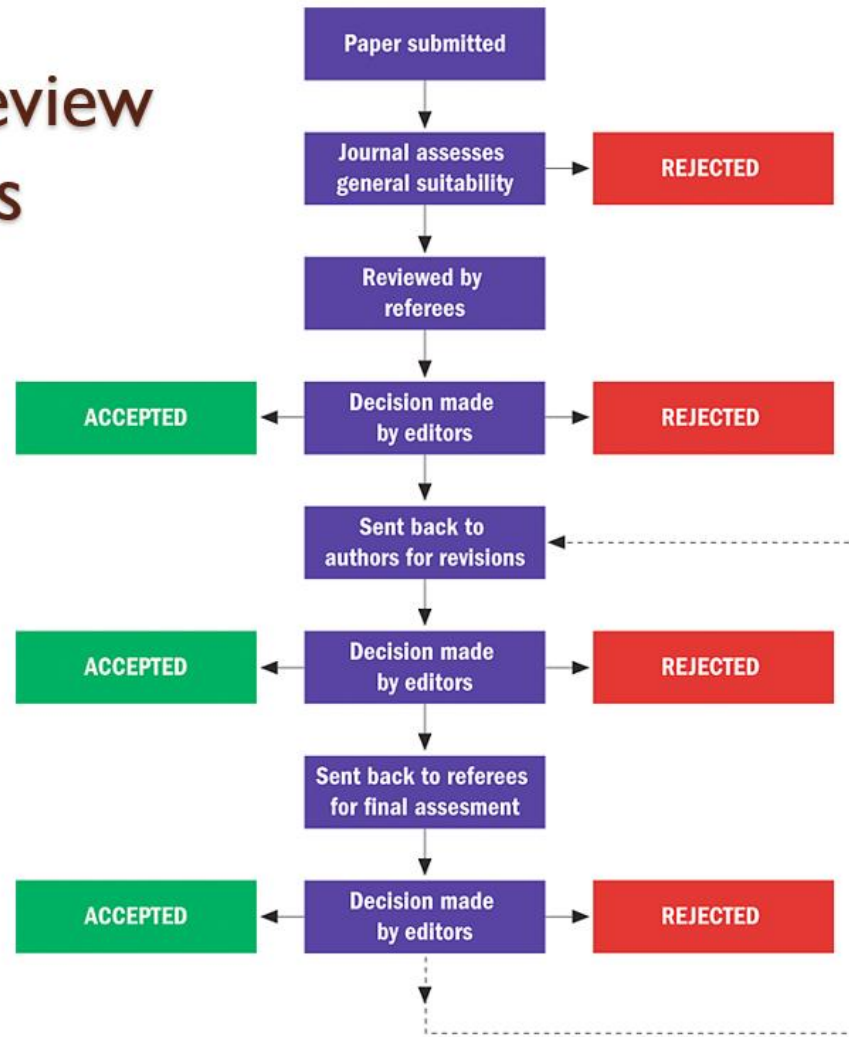 eview
s
Paper submitted
Journal assesses
general suitability
REJECTED
Reviewed by
referees
ACCEPTED
Decision made
by editors
REJECTED
Sent back to
authors for revisions
ACCEPTED
Decision made
by editors
REJECTED
Sent back to referees
for final assesment
ACCEPTED
Decision made
by editors
REJECTED